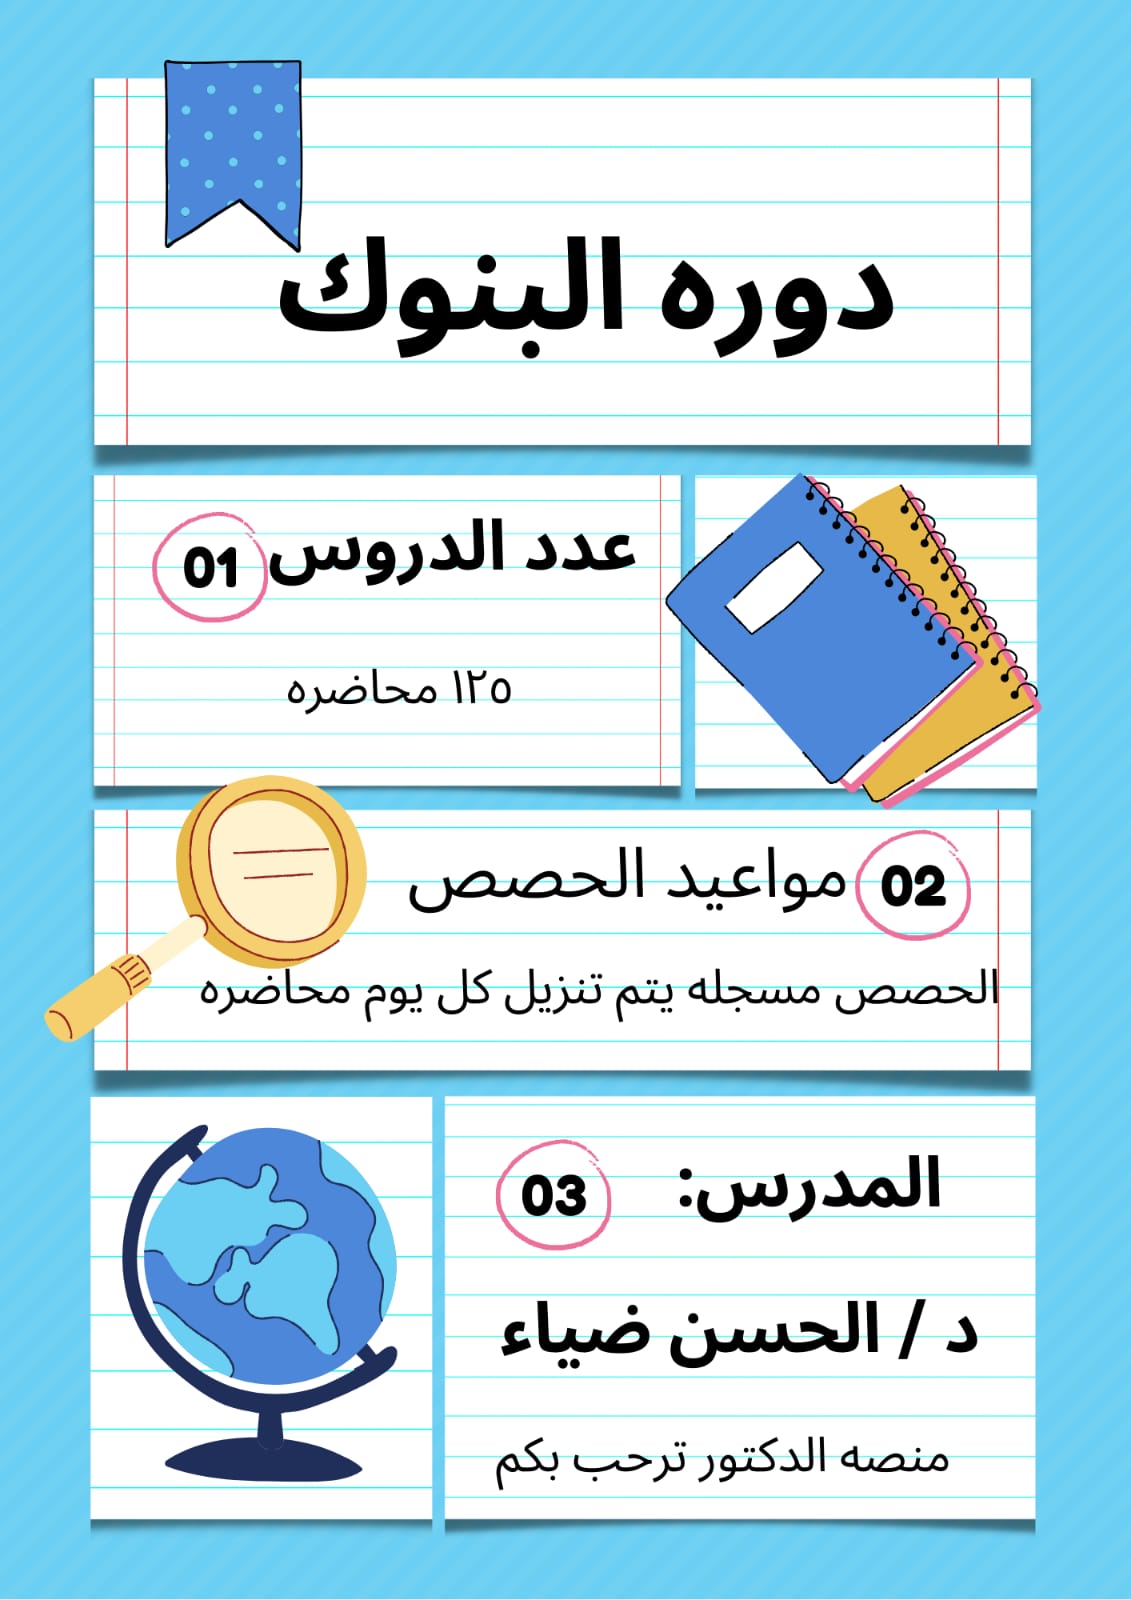 دوره البنوك
عدد الدروس 01
١٢٥ محاضره
02 مواعيد الحصص
الحصص مسجله يتم تنزيل كل يوم محاضره
المدرس: 03
د / الحسن ضياء
منصه الدكتور ترحب بكم